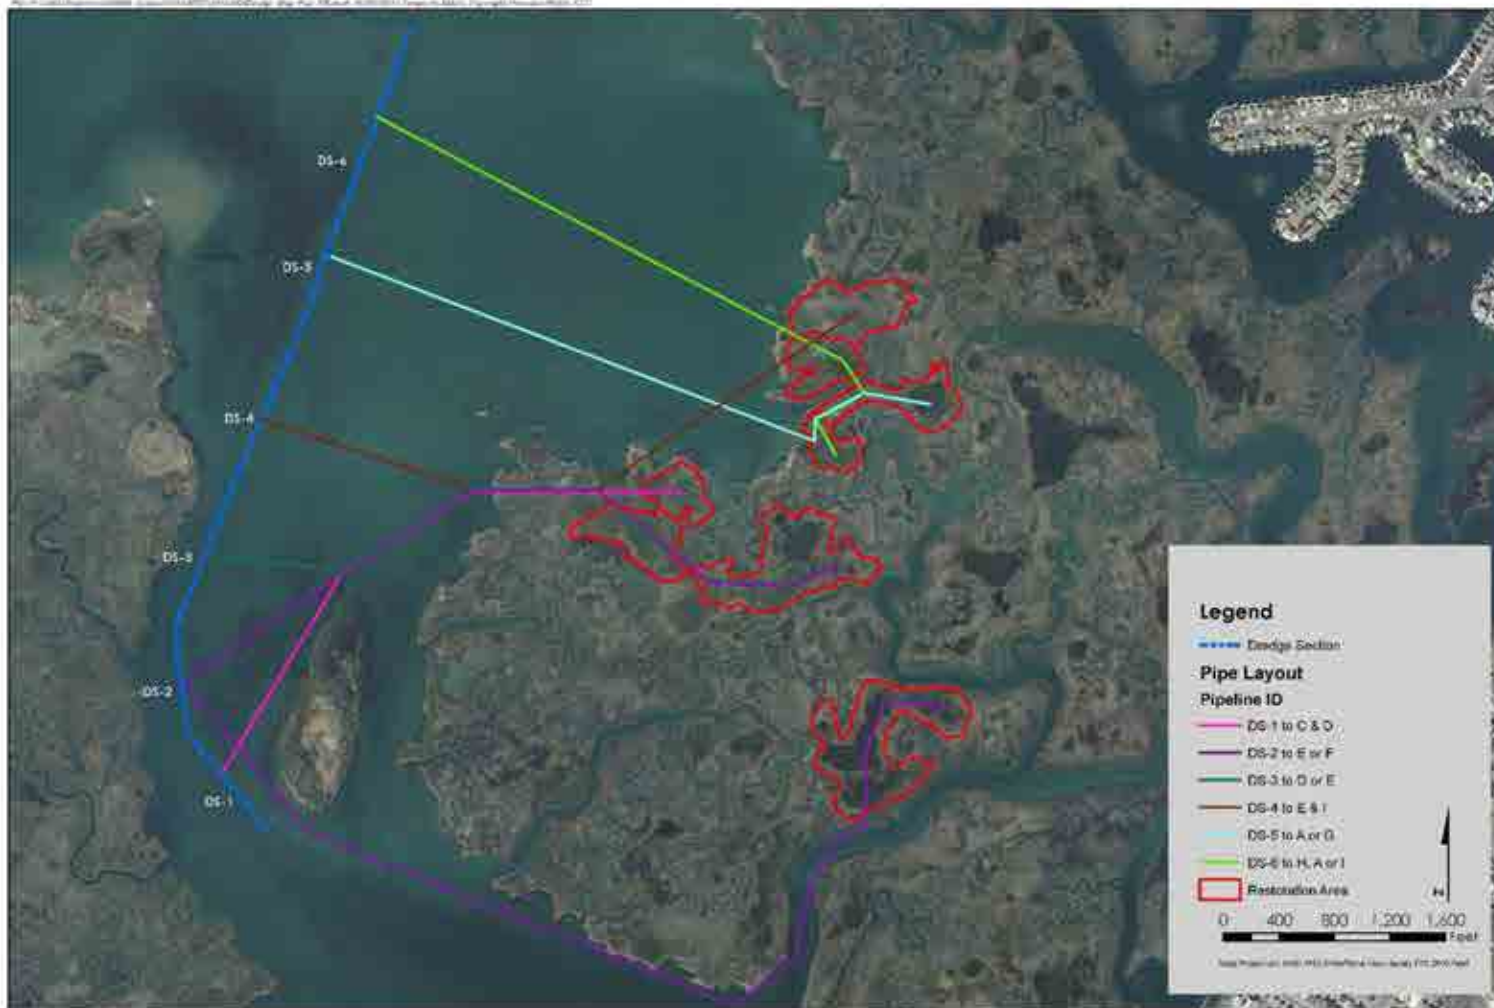 DS-6
DS-5
DS-4
DS-3
DS-2
DS-1
Legend
Dredge Section
Pipe Layout
Pipeline ID
DS-1 to C & D
DS-2 to E or F
DS-3 to D or E
DS-4 to E & I
DS-5 to A or G
DS-6 to H, A or I
Restoration Area
N
0 400 800 1,200 1,600
Feet